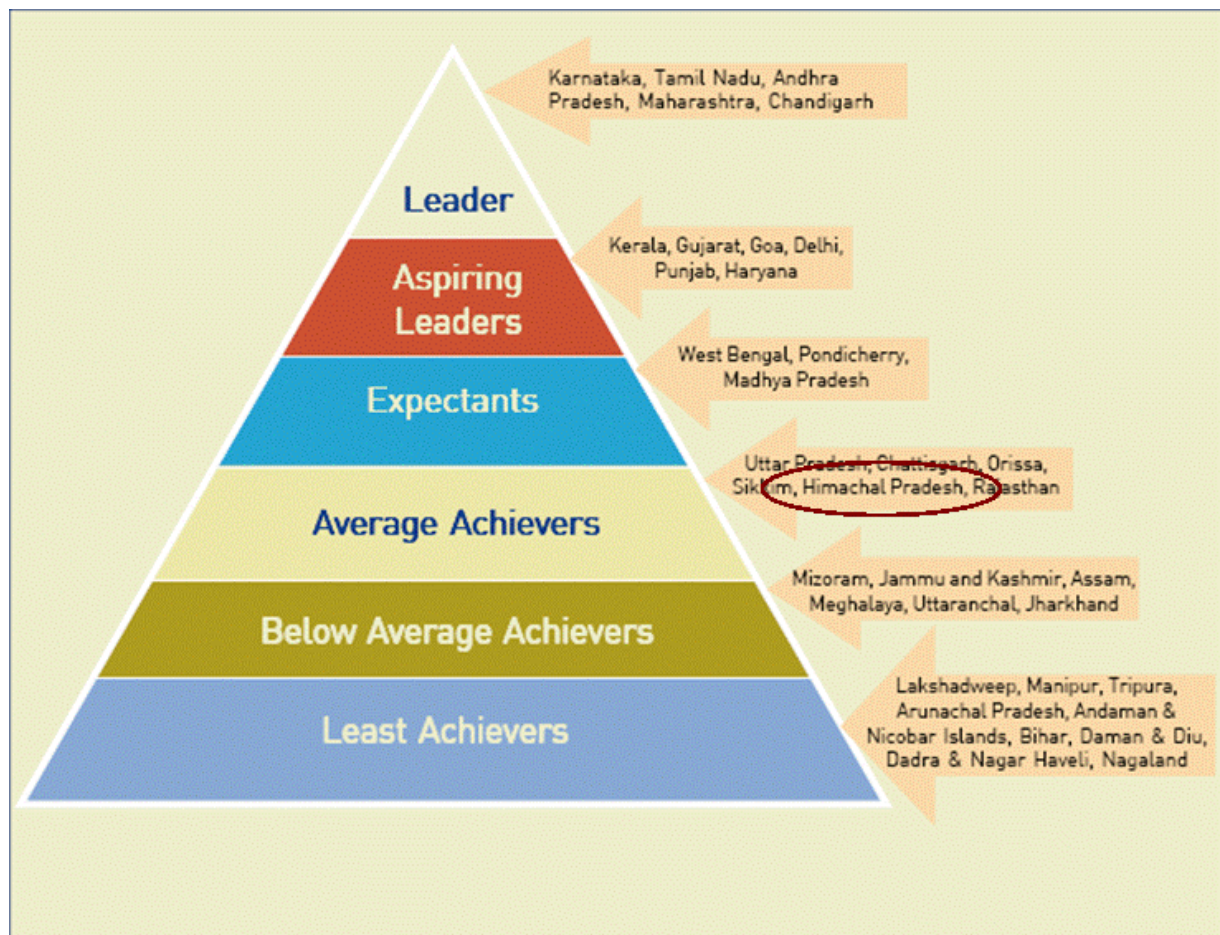 Karnataka, Tamil Nadu, Andhra
Pradesh, Maharashtra, Chandigarh
Leader
Kerala, Gujarat, Goa, Delhi,
Punjab, Haryana
Aspiring
Leaders
West Bengal, Pondicherry,
Madhya Pradesh
Expectants
Uttar Pradesh, Chattisgarh, Orissa,
Sikkim, Himachal Pradesh, Rajasthan
Average Achievers
Mizoram, Jammu and Kashmir, Assam,
Meghalaya, Uttaranchal, Jharkhand
Below Average Achievers
Lakshadweep, Manipur, Tripura,
Arunachal Pradesh, Andaman &
Nicobar Islands, Bihar, Daman & Diu,
Dadra & Nagar Haveli, Nagaland
Least Achievers